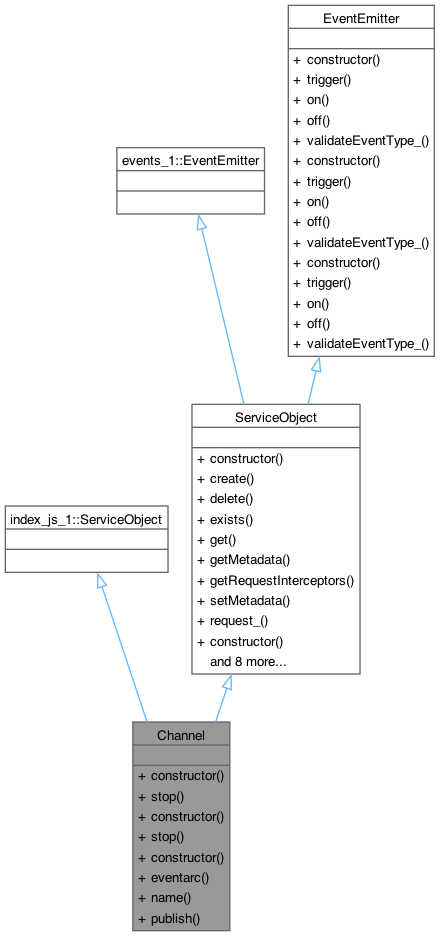 EventEmitter
+ constructor()
+ trigger()
+ on()
+ off()
+ validateEventType_()
+ constructor()
+ trigger()
+ on()
+ off()
+ validateEventType_()
+ constructor()
+ trigger()
+ on()
+ off()
+ validateEventType_()
events_1::EventEmitter
ServiceObject
+ constructor()
+ create()
+ delete()
+ exists()
+ get()
+ getMetadata()
+ getRequestInterceptors()
+ setMetadata()
+ request_()
+ constructor()
and 8 more...
index_js_1::ServiceObject
Channel
+ constructor()
+ stop()
+ constructor()
+ stop()
+ constructor()
+ eventarc()
+ name()
+ publish()